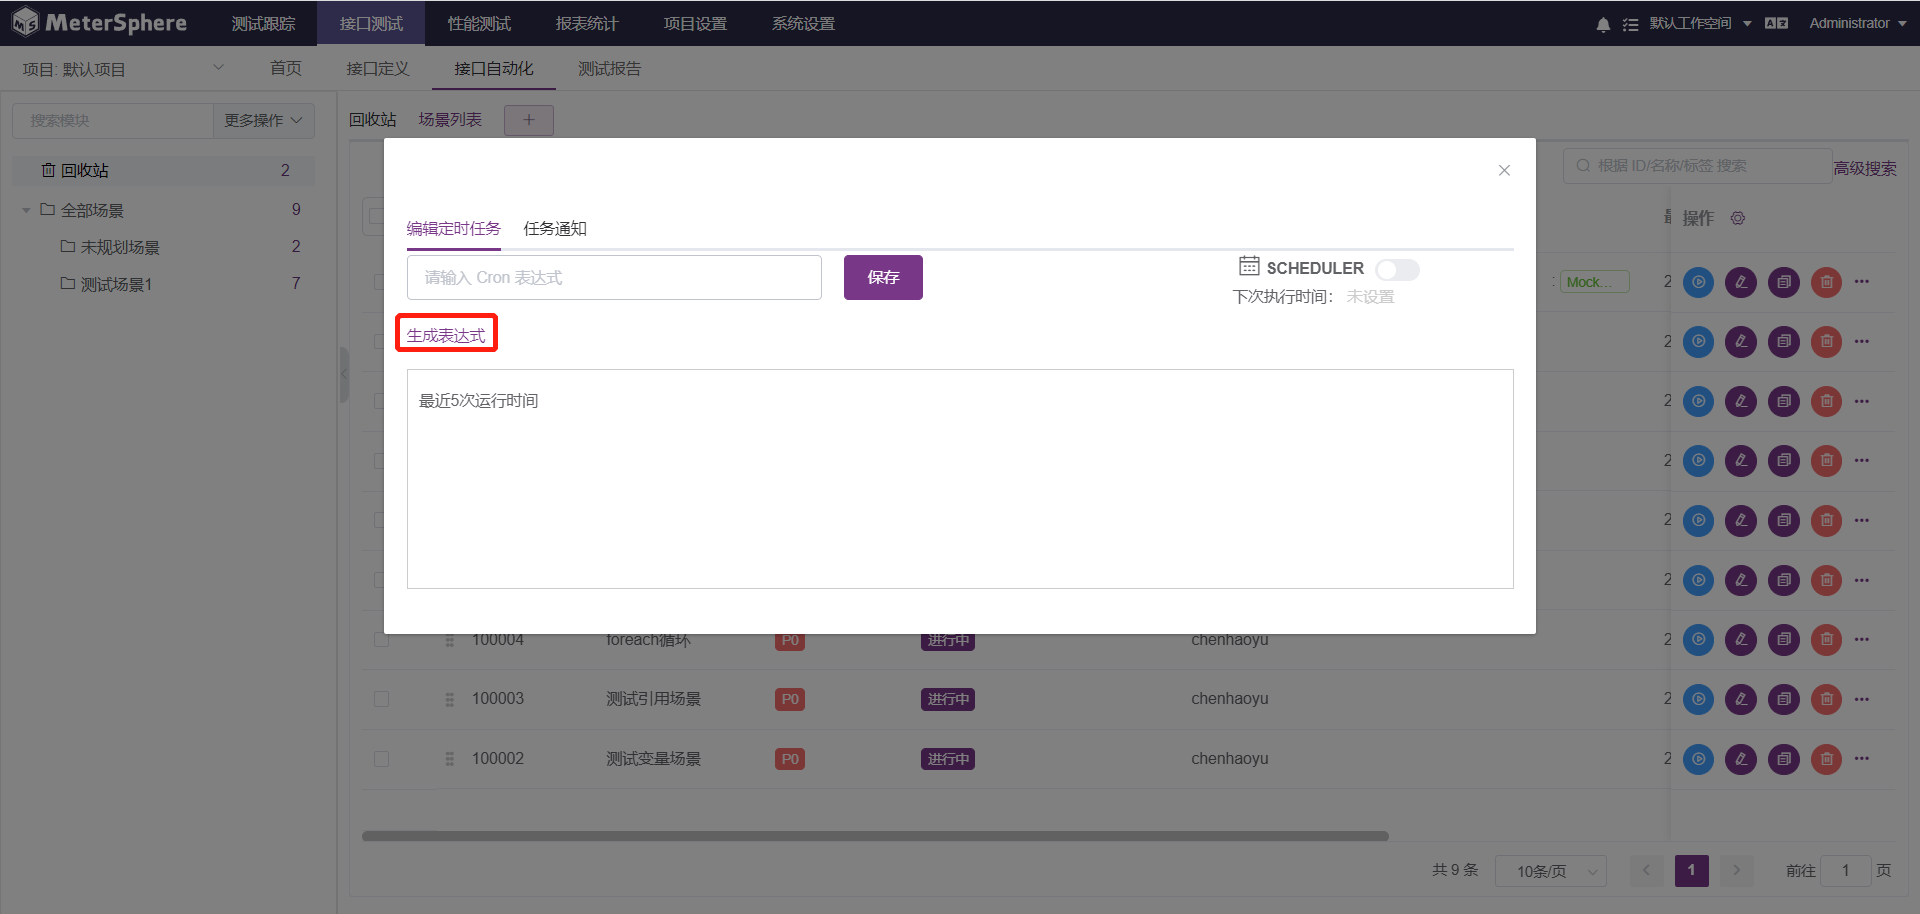 MeterSphere 测试跟踪 接口测试 性能测试 报表统计 项目设置 系统设置 默认工作空间 Administrator
项目: 默认项目 首页 接口定义 接口自动化 测试报告
搜索模块 更多操作
回收站 2
全部场景 9
未规划场景 2
测试场景1 7
回收站 场景列表 +
根据 ID/名称/标签 搜索 高级搜索
操作
编辑定时任务 任务通知
请输入 Cron 表达式 保存
SCHEDULER
下次执行时间： 未设置
生成表达式
最近5次运行时间
: Mock... 2
2
2
2
2
2
100004 foreach循环 P0 进行中 chenhaoyu 2
100003 测试引用场景 P0 进行中 chenhaoyu 2
100002 测试变量场景 P0 进行中 chenhaoyu 2
共 9 条 10条/页 1 前往 1 页